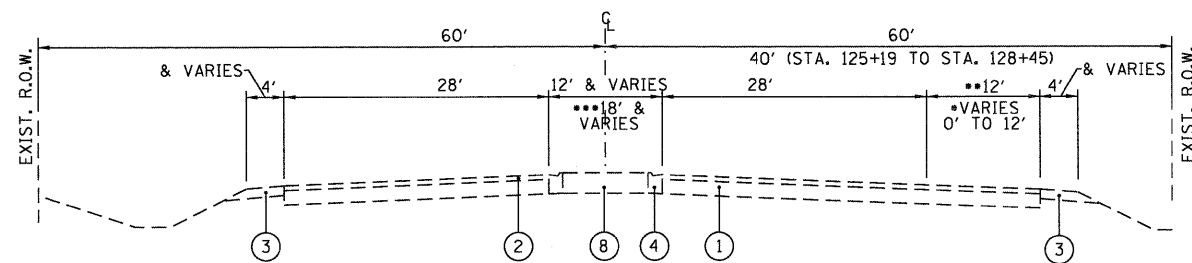 ℄
60'
60'
40' (STA. 125+19 TO STA. 128+45)
& VARIES
4'
28'
12' & VARIES
***18' &
VARIES
28'
**12'
*VARIES
0' TO 12'
& VARIES
4'
EXIST. R.O.W.
EXIST. R.O.W.
3
2
8
4
1
3